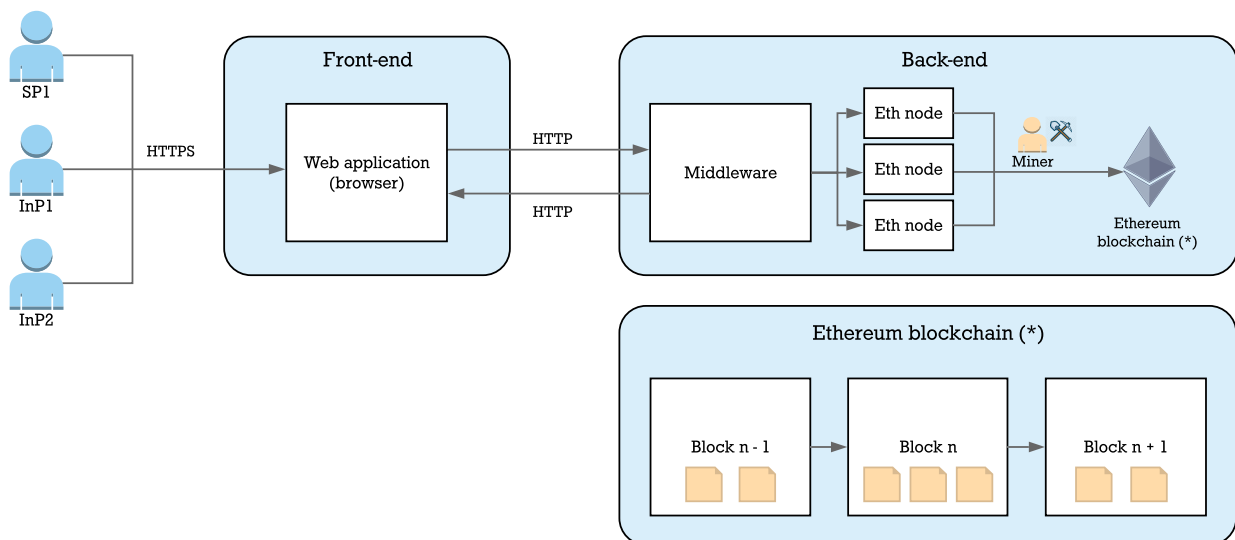 SP1
InP1
InP2
HTTPS
Front-end
Web application
(browser)
HTTP
HTTP
Back-end
Middleware
Eth node
Eth node
Eth node
Miner
Ethereum
blockchain (*)
Ethereum blockchain (*)
Block n - 1
Block n
Block n + 1